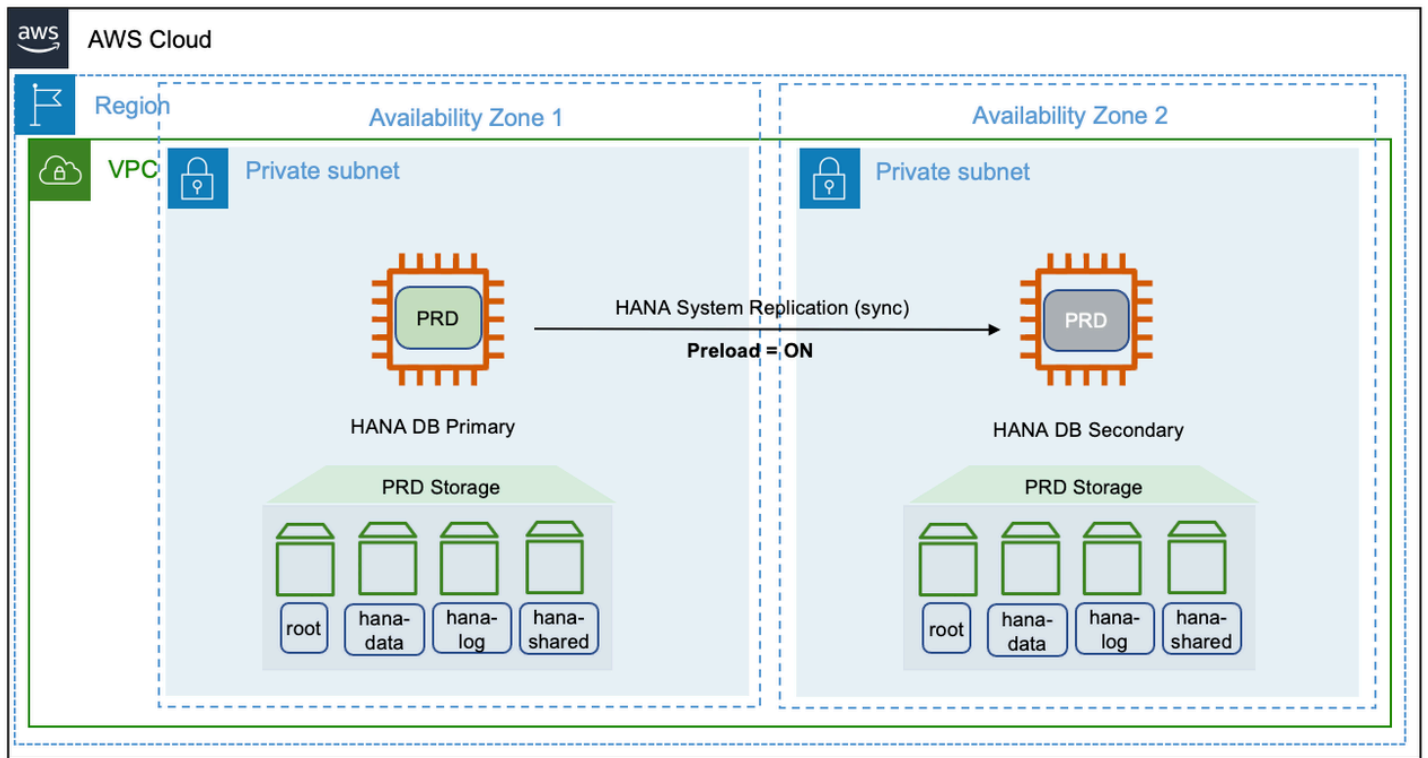 aws
AWS Cloud
Region
Availability Zone 1
Availability Zone 2
VPC
Private subnet
Private subnet
PRD
HANA System Replication (sync)
Preload = ON
PRD
HANA DB Primary
HANA DB Secondary
PRD Storage
root
hana-
data
hana-
log
hana-
shared
PRD Storage
root
hana-
data
hana-
log
hana-
shared